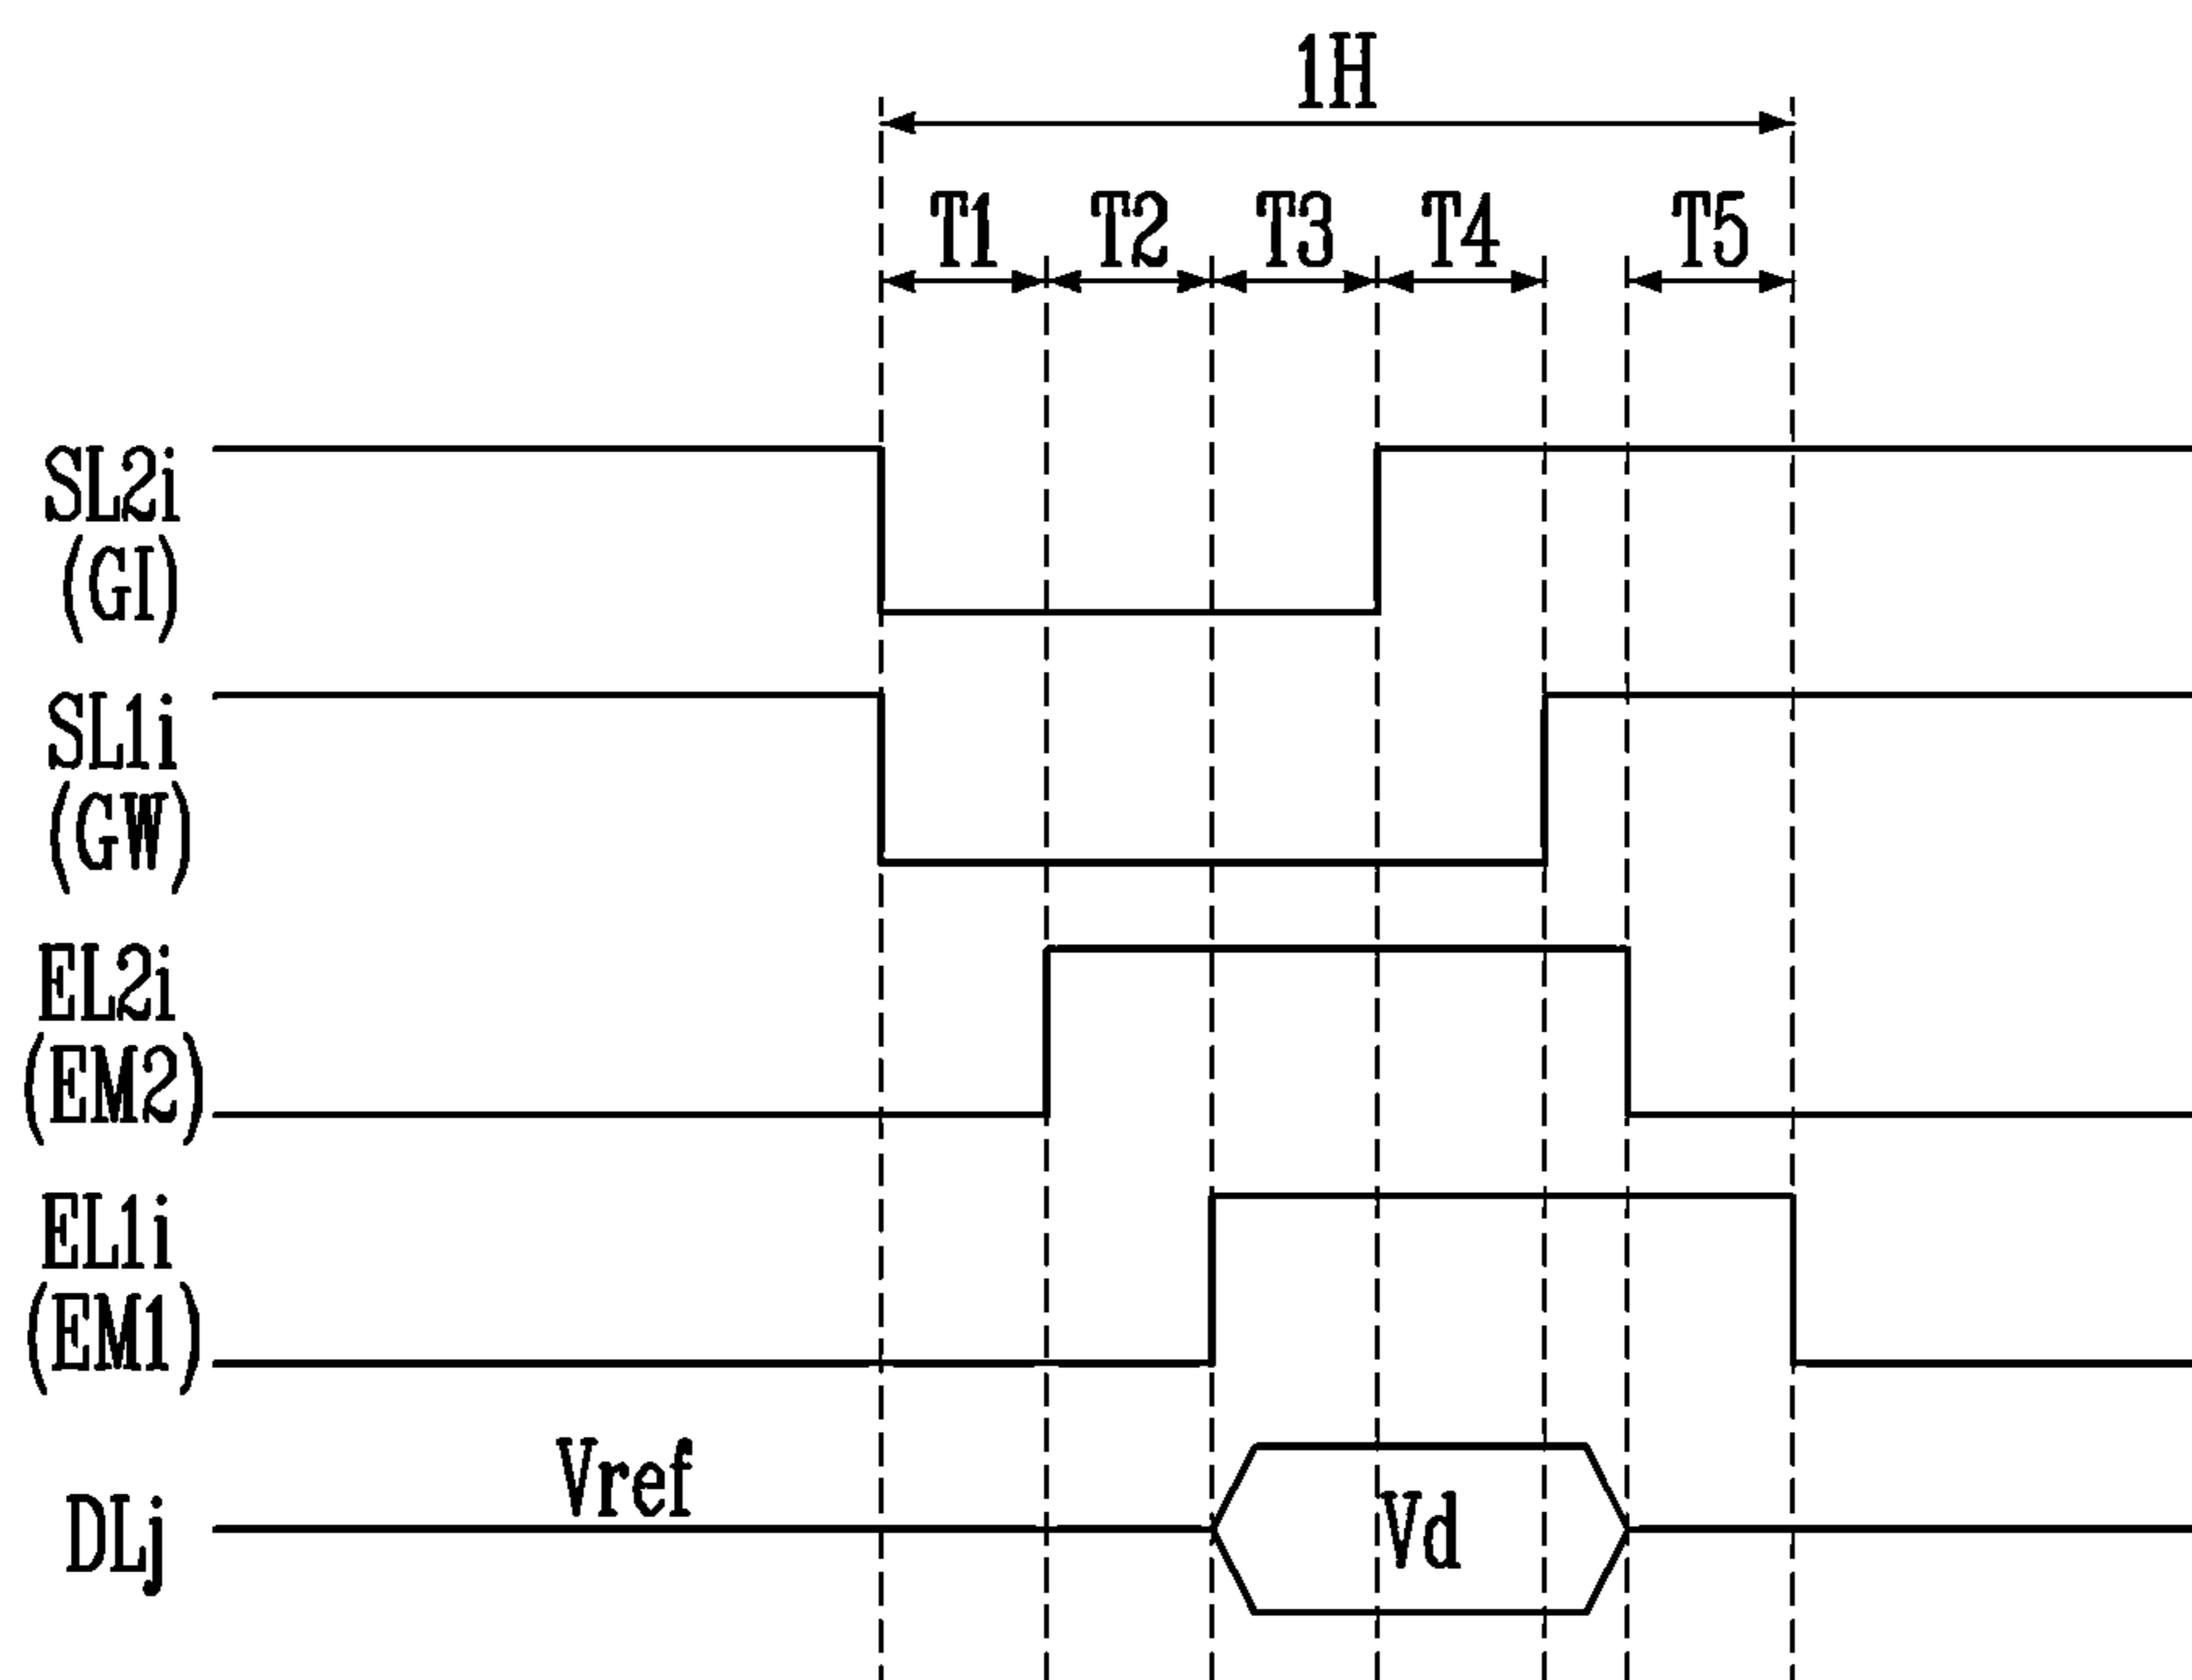 1H
T1 T2 T3 T4 T5
SL2i
(GI)
SL1i
(GW)
EL2i
(EM2)
EL1i
(EM1)
Vref
DLj
Vd